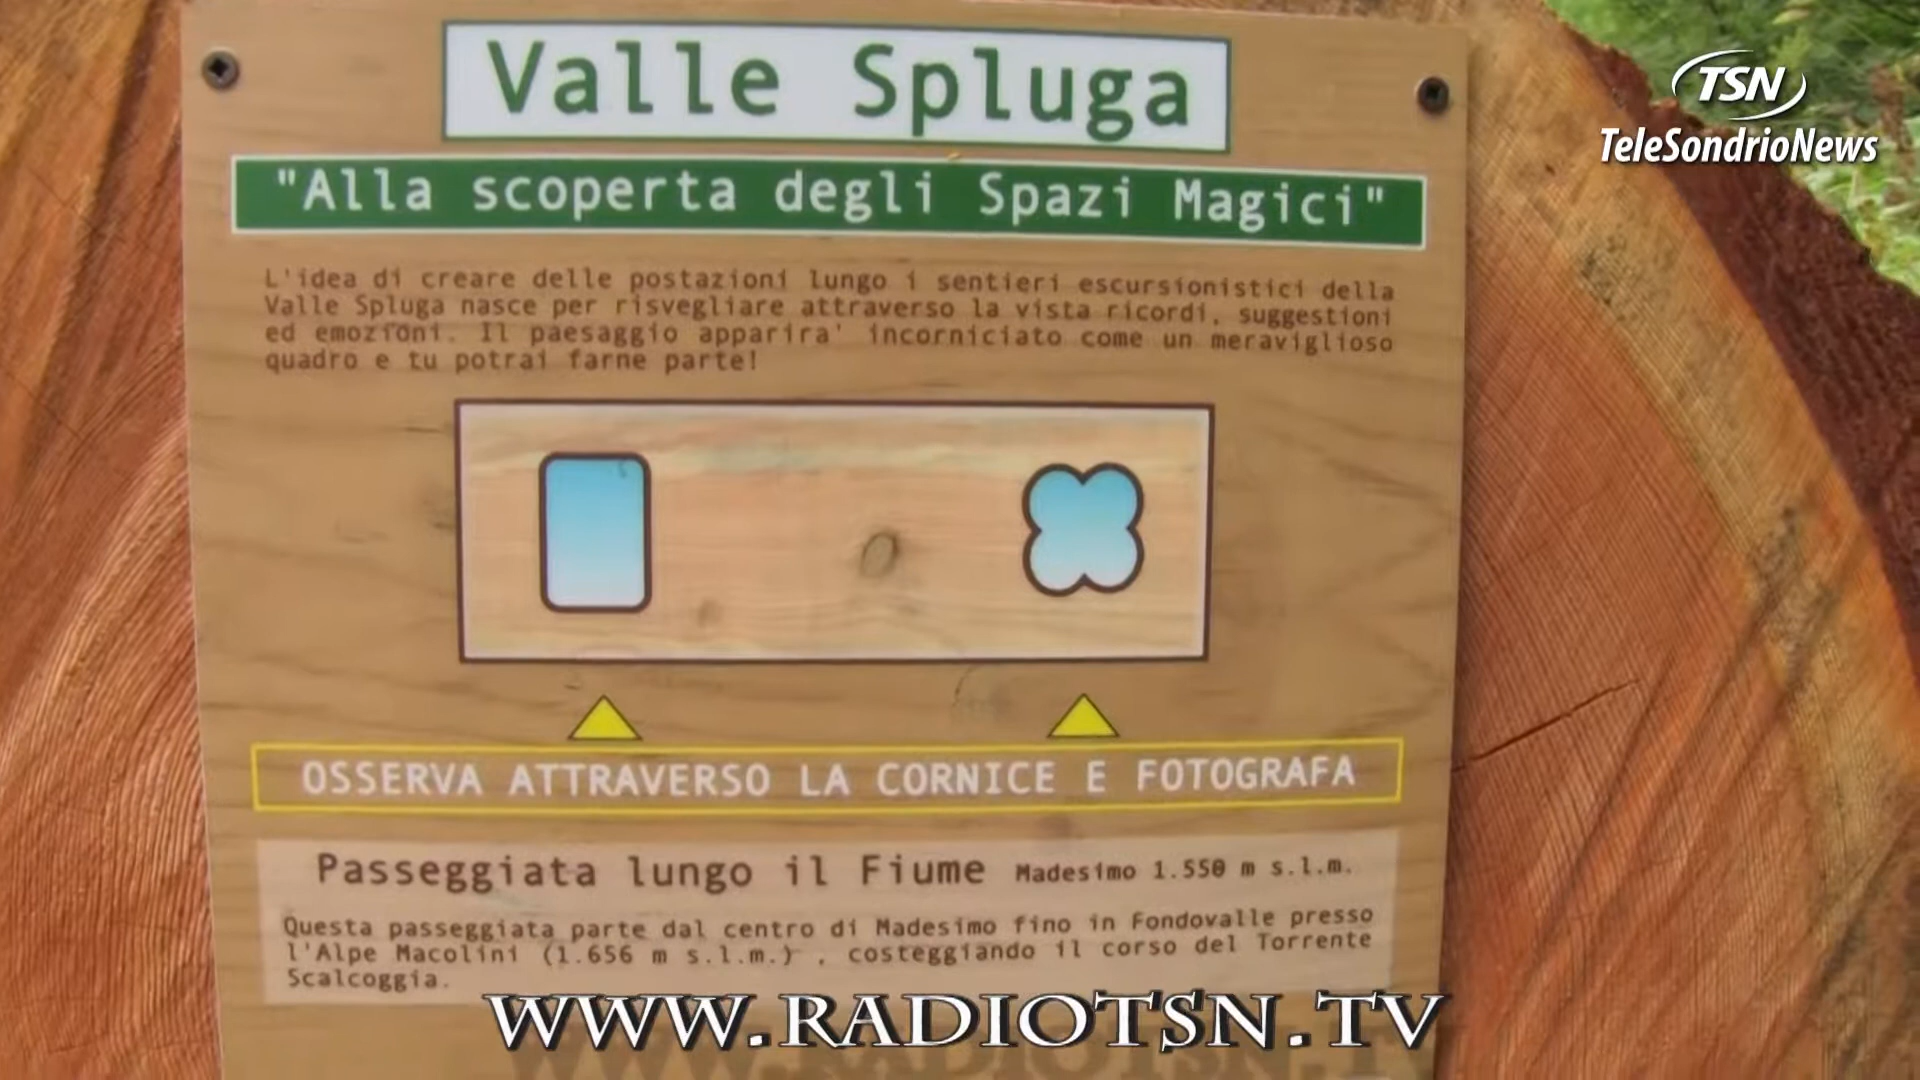 Valle Spluga
TSN
TeleSondrioNews
"Alla scoperta degli Spazi Magici"
L'idea di creare delle postazioni lungo i sentieri escursionistici della
Valle Spluga nasce per risvegliare attraverso la vista ricordi, suggestioni
ed emozioni. Il paesaggio apparira' incorniciato come un meraviglioso
quadro e tu potrai farne parte!
OSSERVA ATTRAVERSO LA CORNICE E FOTOGRAFA
Passeggiata lungo il Fiume Madesimo 1.550 m s.l.m.
Questa passeggiata parte dal centro di Madesimo fino in Fondovalle presso
l'Alpe Macolini (1.656 m s.l.m.) , costeggiando il corso del Torrente
Scalcoggia.
WWW.RADIOTSN.TV